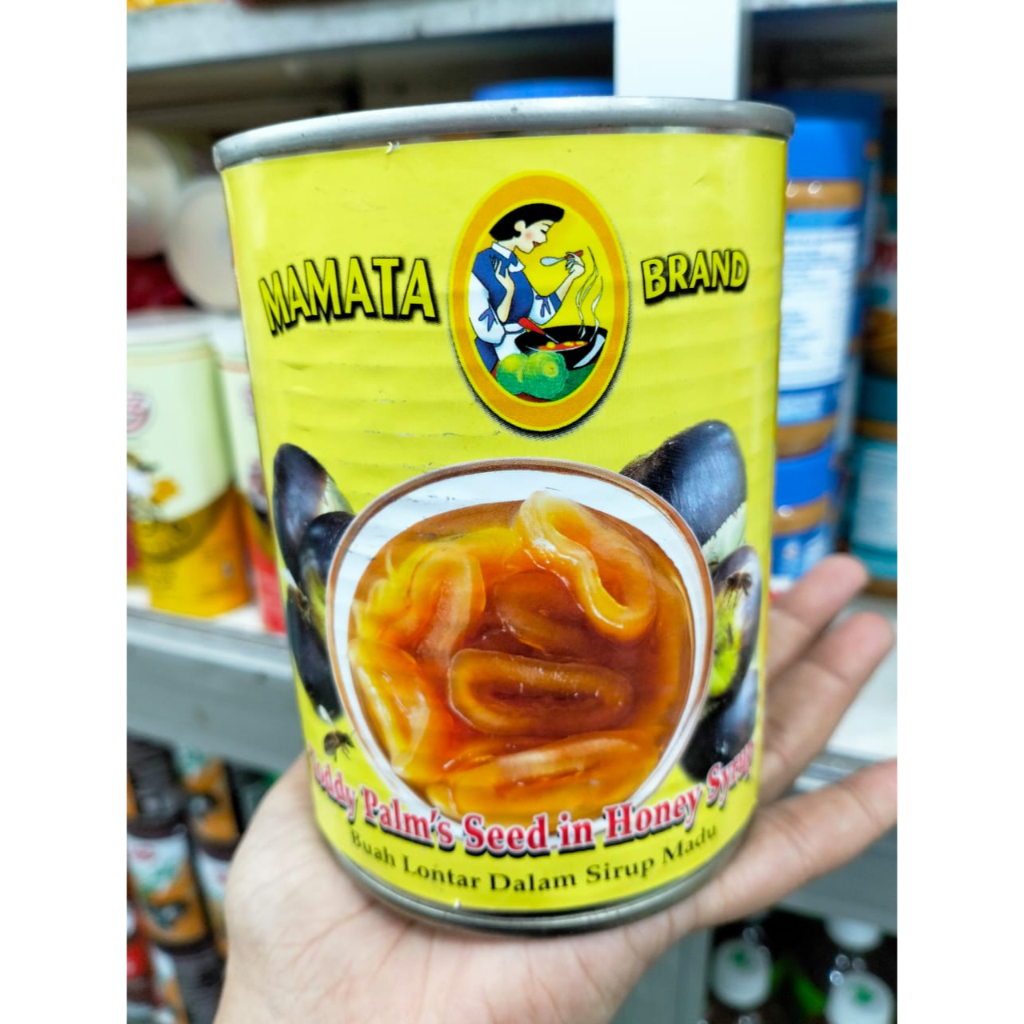 MAMATA BRAND
Toddy Palm's Seed in Honey Syrup
Buah Lontar Dalam Sirup Madu